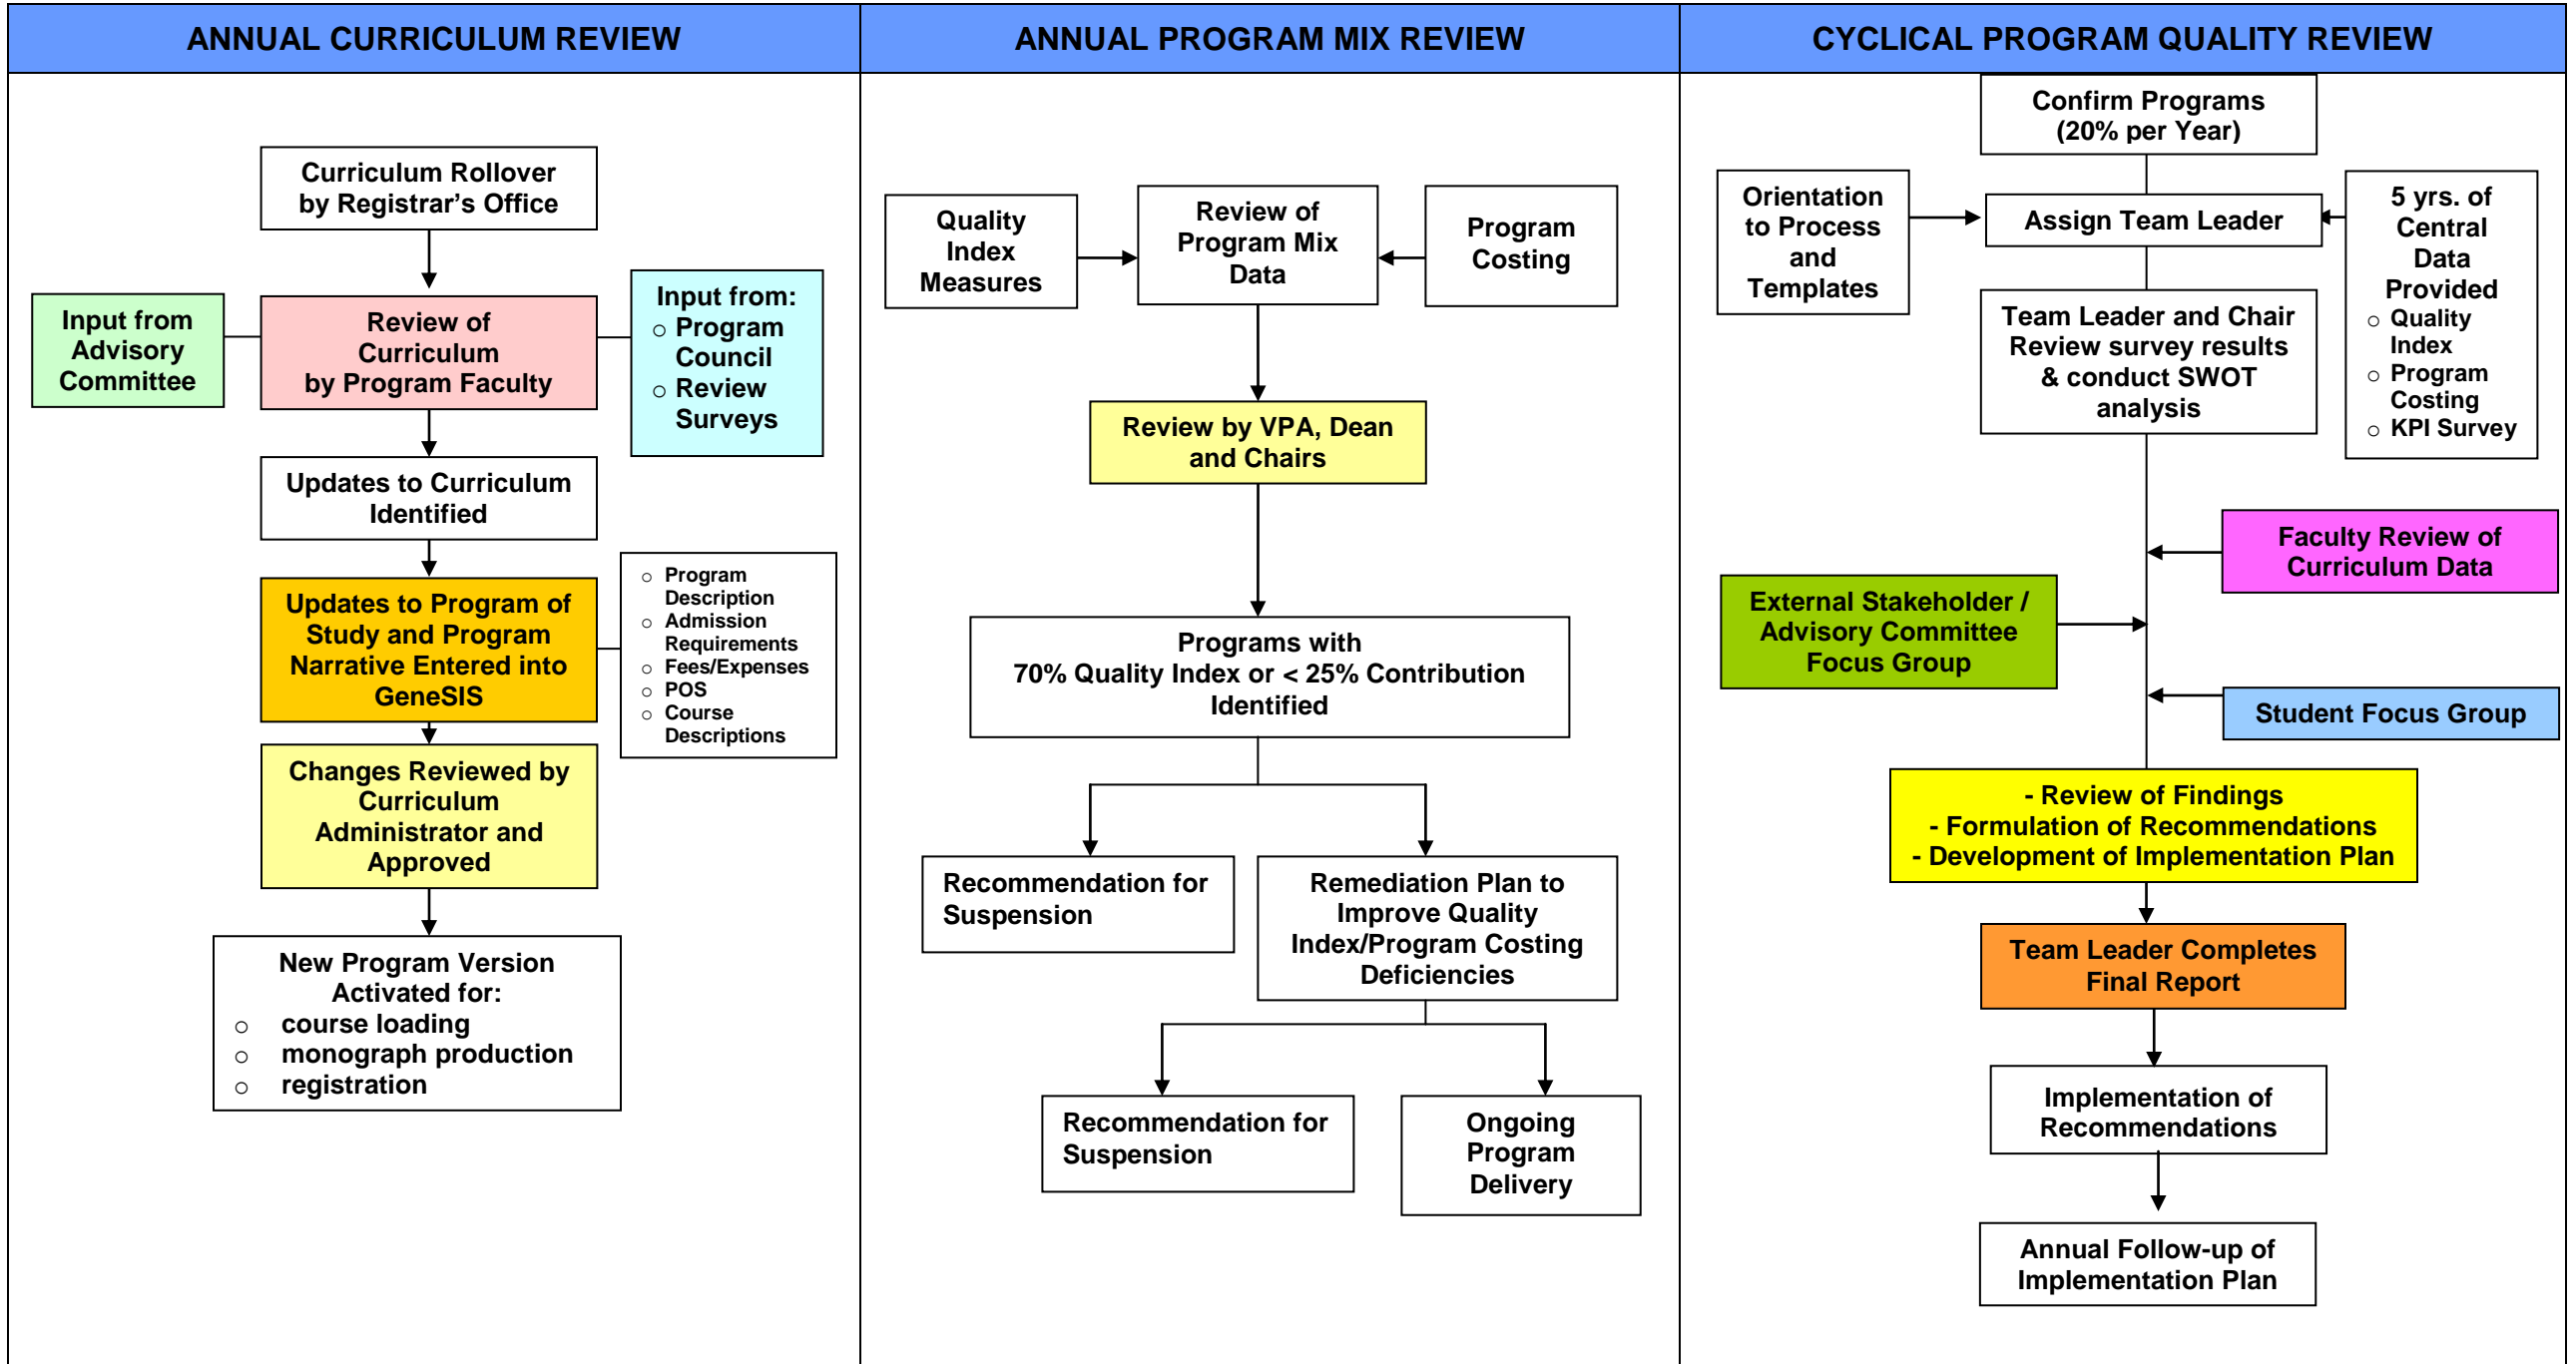 ANNUAL CURRICULUM REVIEW
Curriculum Rollover
by Registrar’s Office
Input from
Advisory
Committee
Review of
Curriculum
by Program Faculty
Input from:
○ Program
Council
○ Review
Surveys
Updates to Curriculum
Identified
Updates to Program of
Study and Program
Narrative Entered into
GeneSIS
○ Program
Description
○ Admission
Requirements
○ Fees/Expenses
○ POS
○ Course
Descriptions
Changes Reviewed by
Curriculum
Administrator and
Approved
New Program Version
Activated for:
○ course loading
○ monograph production
○ registration
ANNUAL PROGRAM MIX REVIEW
Quality
Index
Measures
Review of
Program Mix
Data
Program
Costing
Review by VPA, Dean
and Chairs
Programs with
70% Quality Index or < 25% Contribution
Identified
Recommendation for
Suspension
Remediation Plan to
Improve Quality
Index/Program Costing
Deficiencies
Recommendation for
Suspension
Ongoing
Program
Delivery
CYCLICAL PROGRAM QUALITY REVIEW
Confirm Programs
(20% per Year)
Orientation
to Process
and
Templates
Assign Team Leader
5 yrs. of
Central
Data
Provided
○ Quality
Index
○ Program
Costing
○ KPI Survey
Team Leader and Chair
Review survey results
& conduct SWOT
analysis
Faculty Review of
Curriculum Data
External Stakeholder /
Advisory Committee
Focus Group
Student Focus Group
- Review of Findings
- Formulation of Recommendations
- Development of Implementation Plan
Team Leader Completes
Final Report
Implementation of
Recommendations
Annual Follow-up of
Implementation Plan